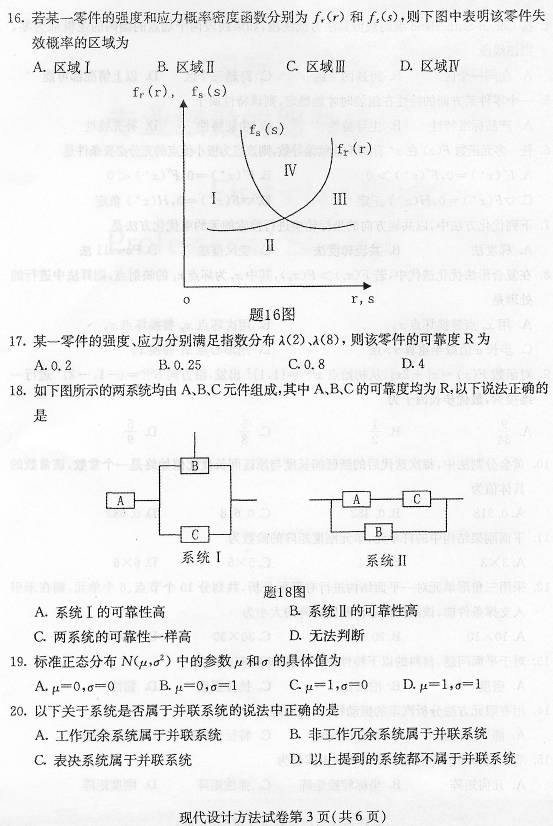 16. 若某一零件的强度和应力概率密度函数分别为 fr(r) 和 fs(s),则下图中表明该零件失
效概率的区域为
A. 区域Ⅰ B. 区域Ⅱ C. 区域Ⅲ D. 区域Ⅳ
fr(r), fs(s)
fs(s)
fr(r)
Ⅳ
Ⅰ Ⅲ
Ⅱ
o r,s
题16图
17. 某一零件的强度、应力分别满足指数分布 λ(2)、λ(8),则该零件的可靠度 R 为
A. 0.2 B. 0.25 C. 0.8 D. 4
18. 如下图所示的两系统均由 A、B、C元件组成,其中 A、B、C 的可靠度均为 R,以下说法正确的
是
B
A
C
系统Ⅰ
A C
B
系统Ⅱ
题18图
A. 系统Ⅰ的可靠性高 B. 系统Ⅱ的可靠性高
C. 两系统的可靠性一样高 D. 无法判断
19. 标准正态分布 N(μ,σ²) 中的参数 μ 和 σ 的具体值为
A. μ=0,σ=0 B. μ=0,σ=1 C. μ=1,σ=0 D. μ=1,σ=1
20. 以下关于系统是否属于并联系统的说法中正确的是
A. 工作冗余系统属于并联系统 B. 非工作冗余系统属于并联系统
C. 表决系统属于并联系统 D. 以上提到的系统都不属于并联系统
现代设计方法试卷第 3 页(共 6 页)